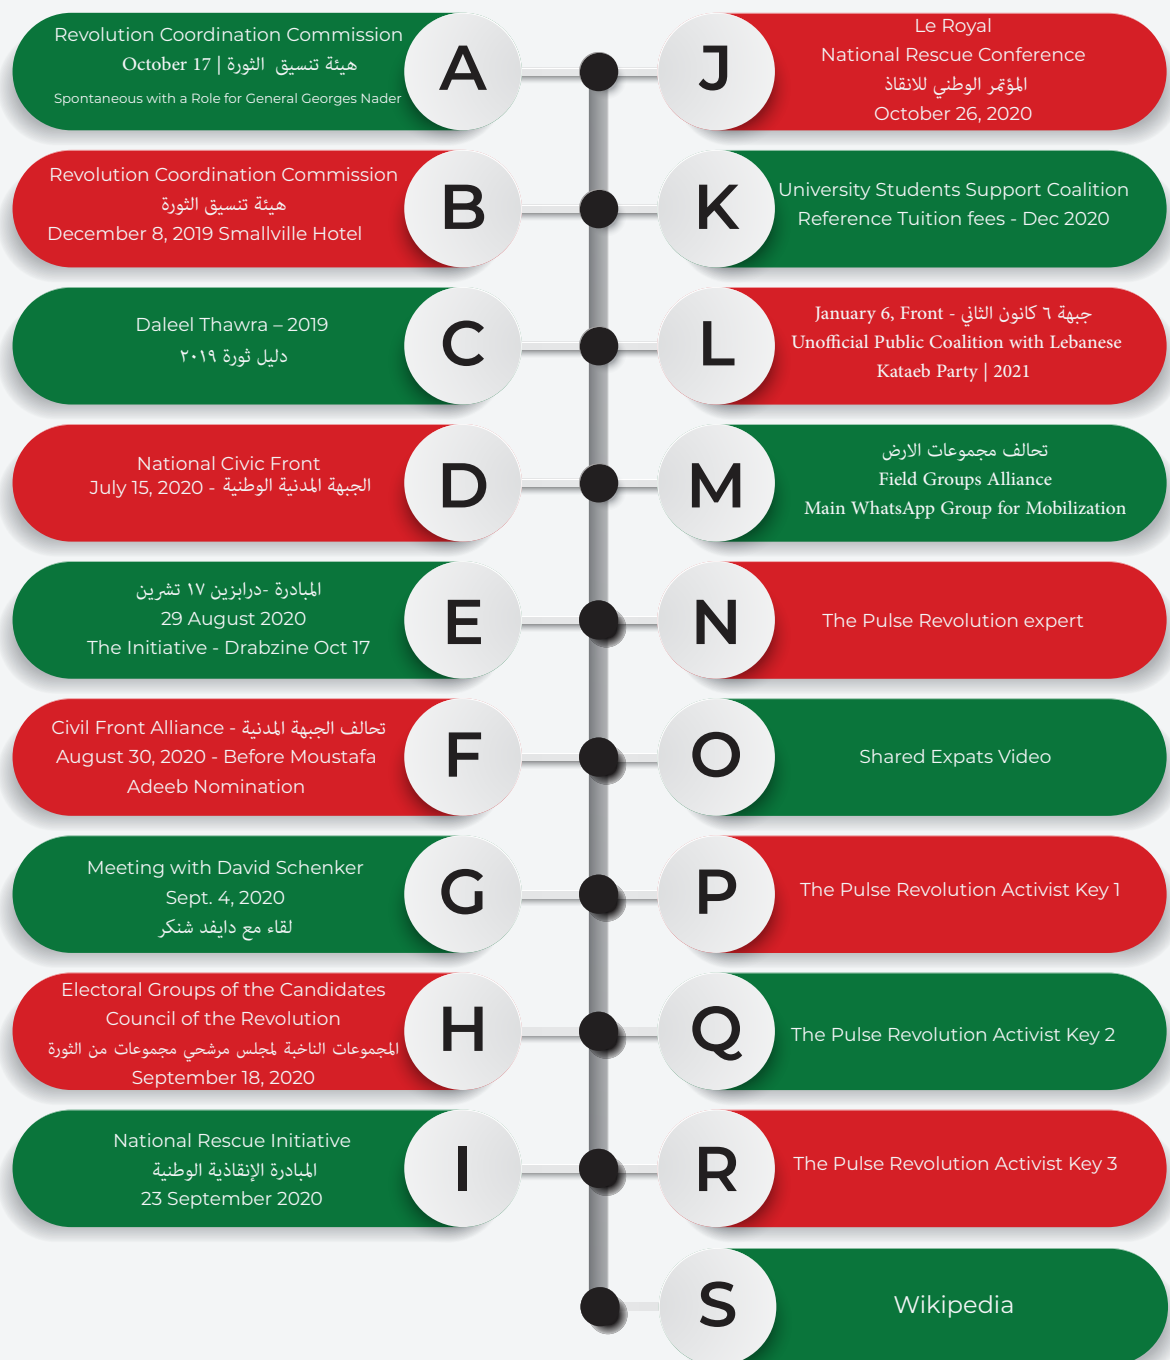 A
Revolution Coordination Commission
October 17 | هيئة تنسيق الثورة
Spontaneous with a Role for General Georges Nader
B
Revolution Coordination Commission
هيئة تنسيق الثورة
December 8, 2019 Smallville Hotel
C
Daleel Thawra – 2019
دليل ثورة ٢٠١٩
D
National Civic Front
July 15, 2020 - الجبهة المدنية الوطنية
E
المبادرة -درابزين ١٧ تشرين
29 August 2020
The Initiative - Drabzine Oct 17
F
Civil Front Alliance - تحالف الجبهة المدنية
August 30, 2020 - Before Moustafa
Adeeb Nomination
G
Meeting with David Schenker
Sept. 4, 2020
لقاء مع دايفد شنكر
H
Electoral Groups of the Candidates
Council of the Revolution
المجموعات الناخبة لمجلس مرشحي مجموعات من الثورة
September 18, 2020
I
National Rescue Initiative
المبادرة الإنقاذية الوطنية
23 September 2020
J
Le Royal
National Rescue Conference
المؤتمر الوطني للانقاذ
October 26, 2020
K
University Students Support Coalition
Reference Tuition fees - Dec 2020
L
January 6, Front - جبهة ٦ كانون الثاني
Unofficial Public Coalition with Lebanese
Kataeb Party | 2021
M
تحالف مجموعات الارض
Field Groups Alliance
Main WhatsApp Group for Mobilization
N
The Pulse Revolution expert
O
Shared Expats Video
P
The Pulse Revolution Activist Key 1
Q
The Pulse Revolution Activist Key 2
R
The Pulse Revolution Activist Key 3
S
Wikipedia